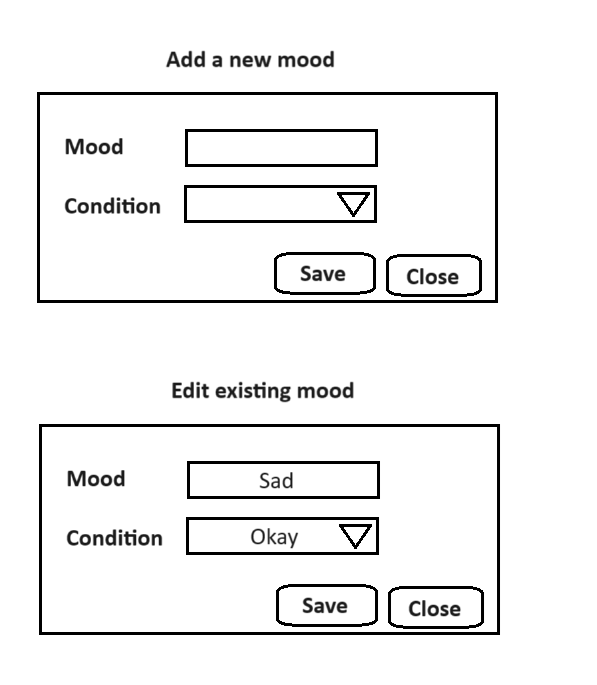 Add a new mood
Mood
Condition
Save Close
Edit existing mood
Mood Sad
Condition Okay
Save Close